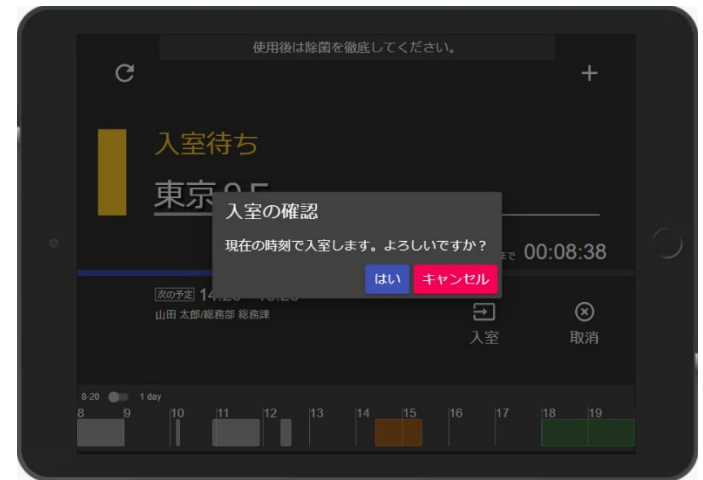 使用後は除菌を徹底してください。
入室待ち
東京
入室の確認
現在の時刻で入室します。よろしいですか？
まで 00:08:38
はい キャンセル
次の予定
山田 太郎/総務部 総務課
入室 取消
8-20 1 day
8 9 10 11 12 13 14 15 16 17 18 19